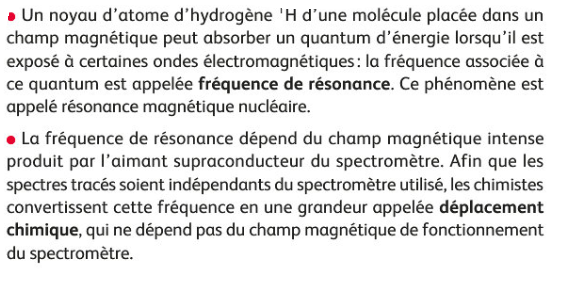 • Un noyau d'atome d'hydrogène ¹H d'une molécule placée dans un
champ magnétique peut absorber un quantum d'énergie lorsqu'il est
exposé à certaines ondes électromagnétiques : la fréquence associée à
ce quantum est appelée fréquence de résonance. Ce phénomène est
appelé résonance magnétique nucléaire.
• La fréquence de résonance dépend du champ magnétique intense
produit par l'aimant supraconducteur du spectromètre. Afin que les
spectres tracés soient indépendants du spectromètre utilisé, les chimistes
convertissent cette fréquence en une grandeur appelée déplacement
chimique, qui ne dépend pas du champ magnétique de fonctionnement
du spectromètre.